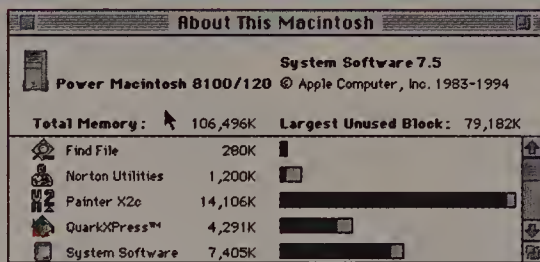 About This Macintosh
System Software 7.5
Power Macintosh 8100/120 © Apple Computer, Inc. 1983-1994
Total Memory: 106,496K Largest Unused Block: 79,182K
Find File 280K
Norton Utilities 1,200K
Painter X2c 14,106K
QuarkXPress™ 4,291K
System Software 7,405K